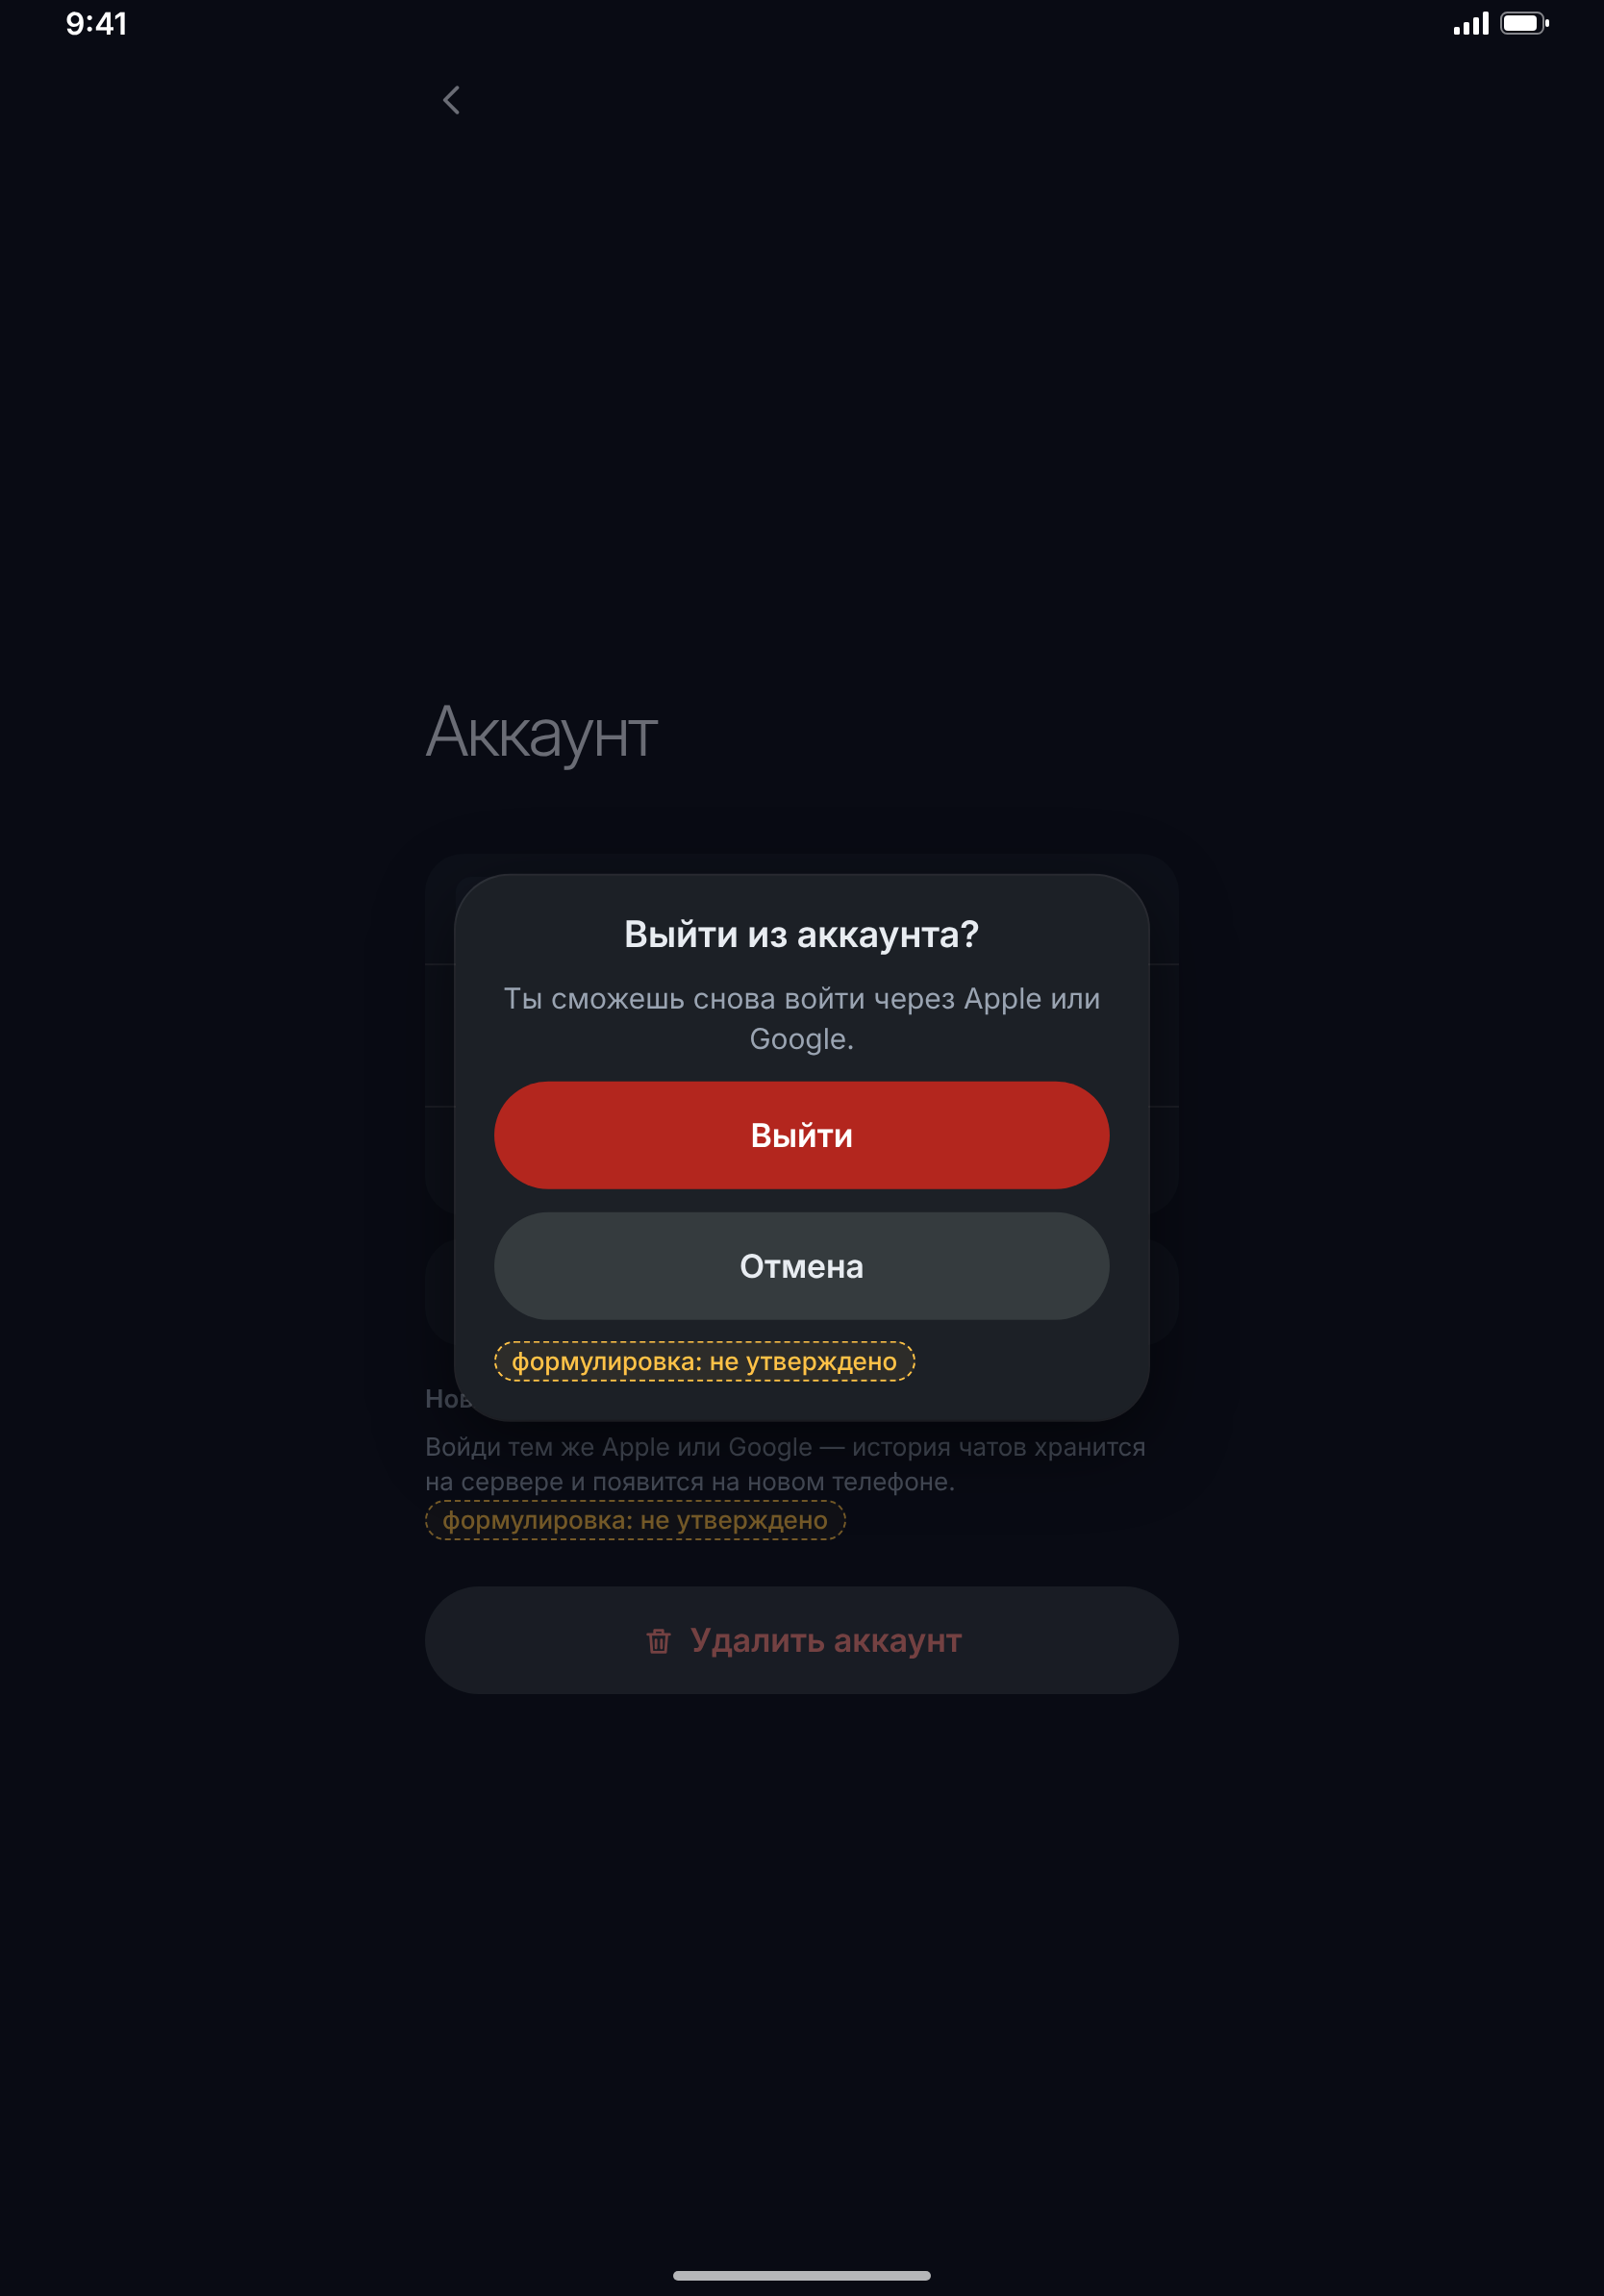 9:41
Аккаунт
Выйти из аккаунта?
Ты сможешь снова войти через Apple или
Google.
Выйти
Отмена
формулировка: не утверждено
Войди тем же Apple или Google — история чатов хранится
на сервере и появится на новом телефоне.
формулировка: не утверждено
Удалить аккаунт